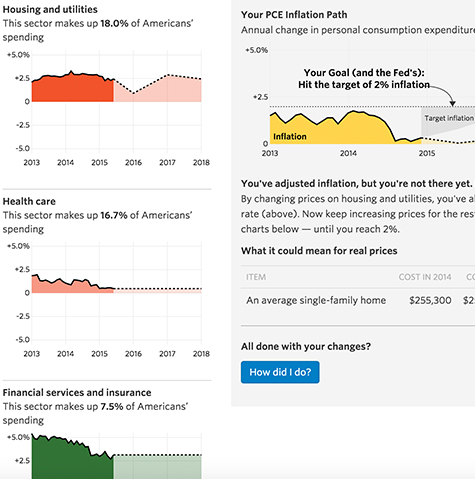 Housing and utilities
This sector makes up 18.0% of Americans'
spending
+5.0%
+2.5
0
-2.5
-5.0
2013 2014 2015 2016 2017 2018
Health care
This sector makes up 16.7% of Americans'
spending
+5.0%
+2.5
0
-2.5
-5.0
2013 2014 2015 2016 2017 2018
Financial services and insurance
This sector makes up 7.5% of Americans'
spending
+5.0%
+2.5
Your PCE Inflation Path
Annual change in personal consumption expenditure
+5.0%
Your Goal (and the Fed's):
Hit the target of 2% inflation
+2.5
Target inflation
Inflation
0
2013 2014 2015
You've adjusted inflation, but you're not there yet.
By changing prices on housing and utilities, you've al
rate (above). Now keep increasing prices for the res
charts below — until you reach 2%.
What it could mean for real prices
ITEM COST IN 2014 CO
An average single-family home $255,300 $2
All done with your changes?
How did I do?